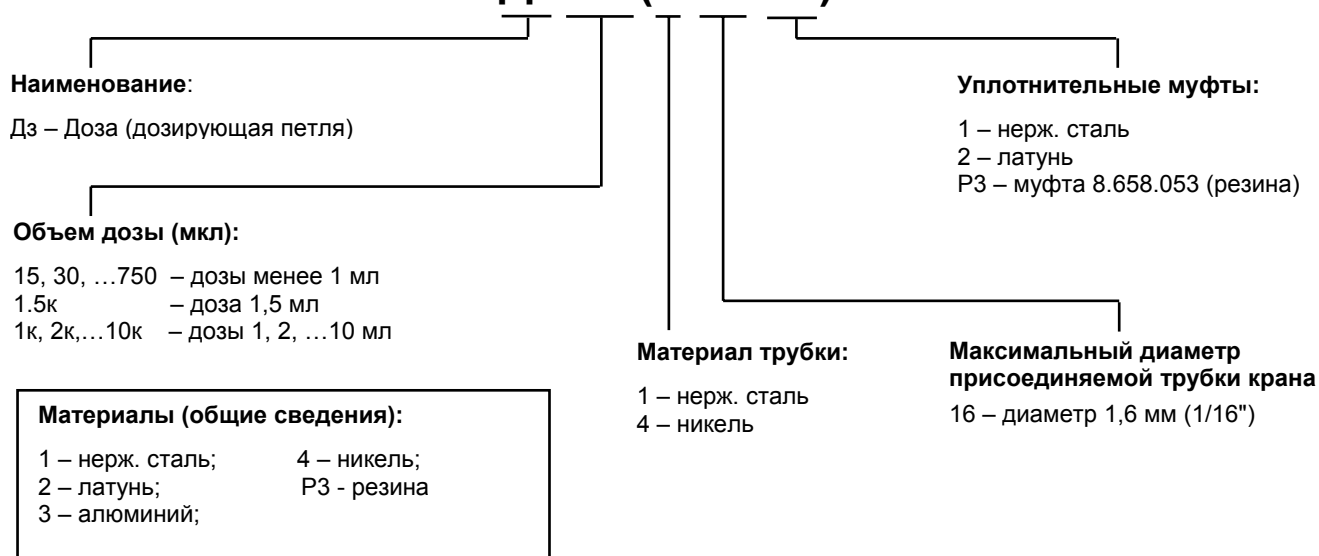 Наименование:
Дз – Доза (дозирующая петля)
Объем дозы (мкл):
15, 30, …750 – дозы менее 1 мл
1.5к – доза 1,5 мл
1к, 2к,…10к – дозы 1, 2, …10 мл
Материалы (общие сведения):
1 – нерж. сталь; 4 – никель;
2 – латунь; Р3 - резина
3 – алюминий;
Материал трубки:
1 – нерж. сталь
4 – никель
Уплотнительные муфты:
1 – нерж. сталь
2 – латунь
Р3 – муфта 8.658.053 (резина)
Максимальный диаметр
присоединяемой трубки крана
16 – диаметр 1,6 мм (1/16")